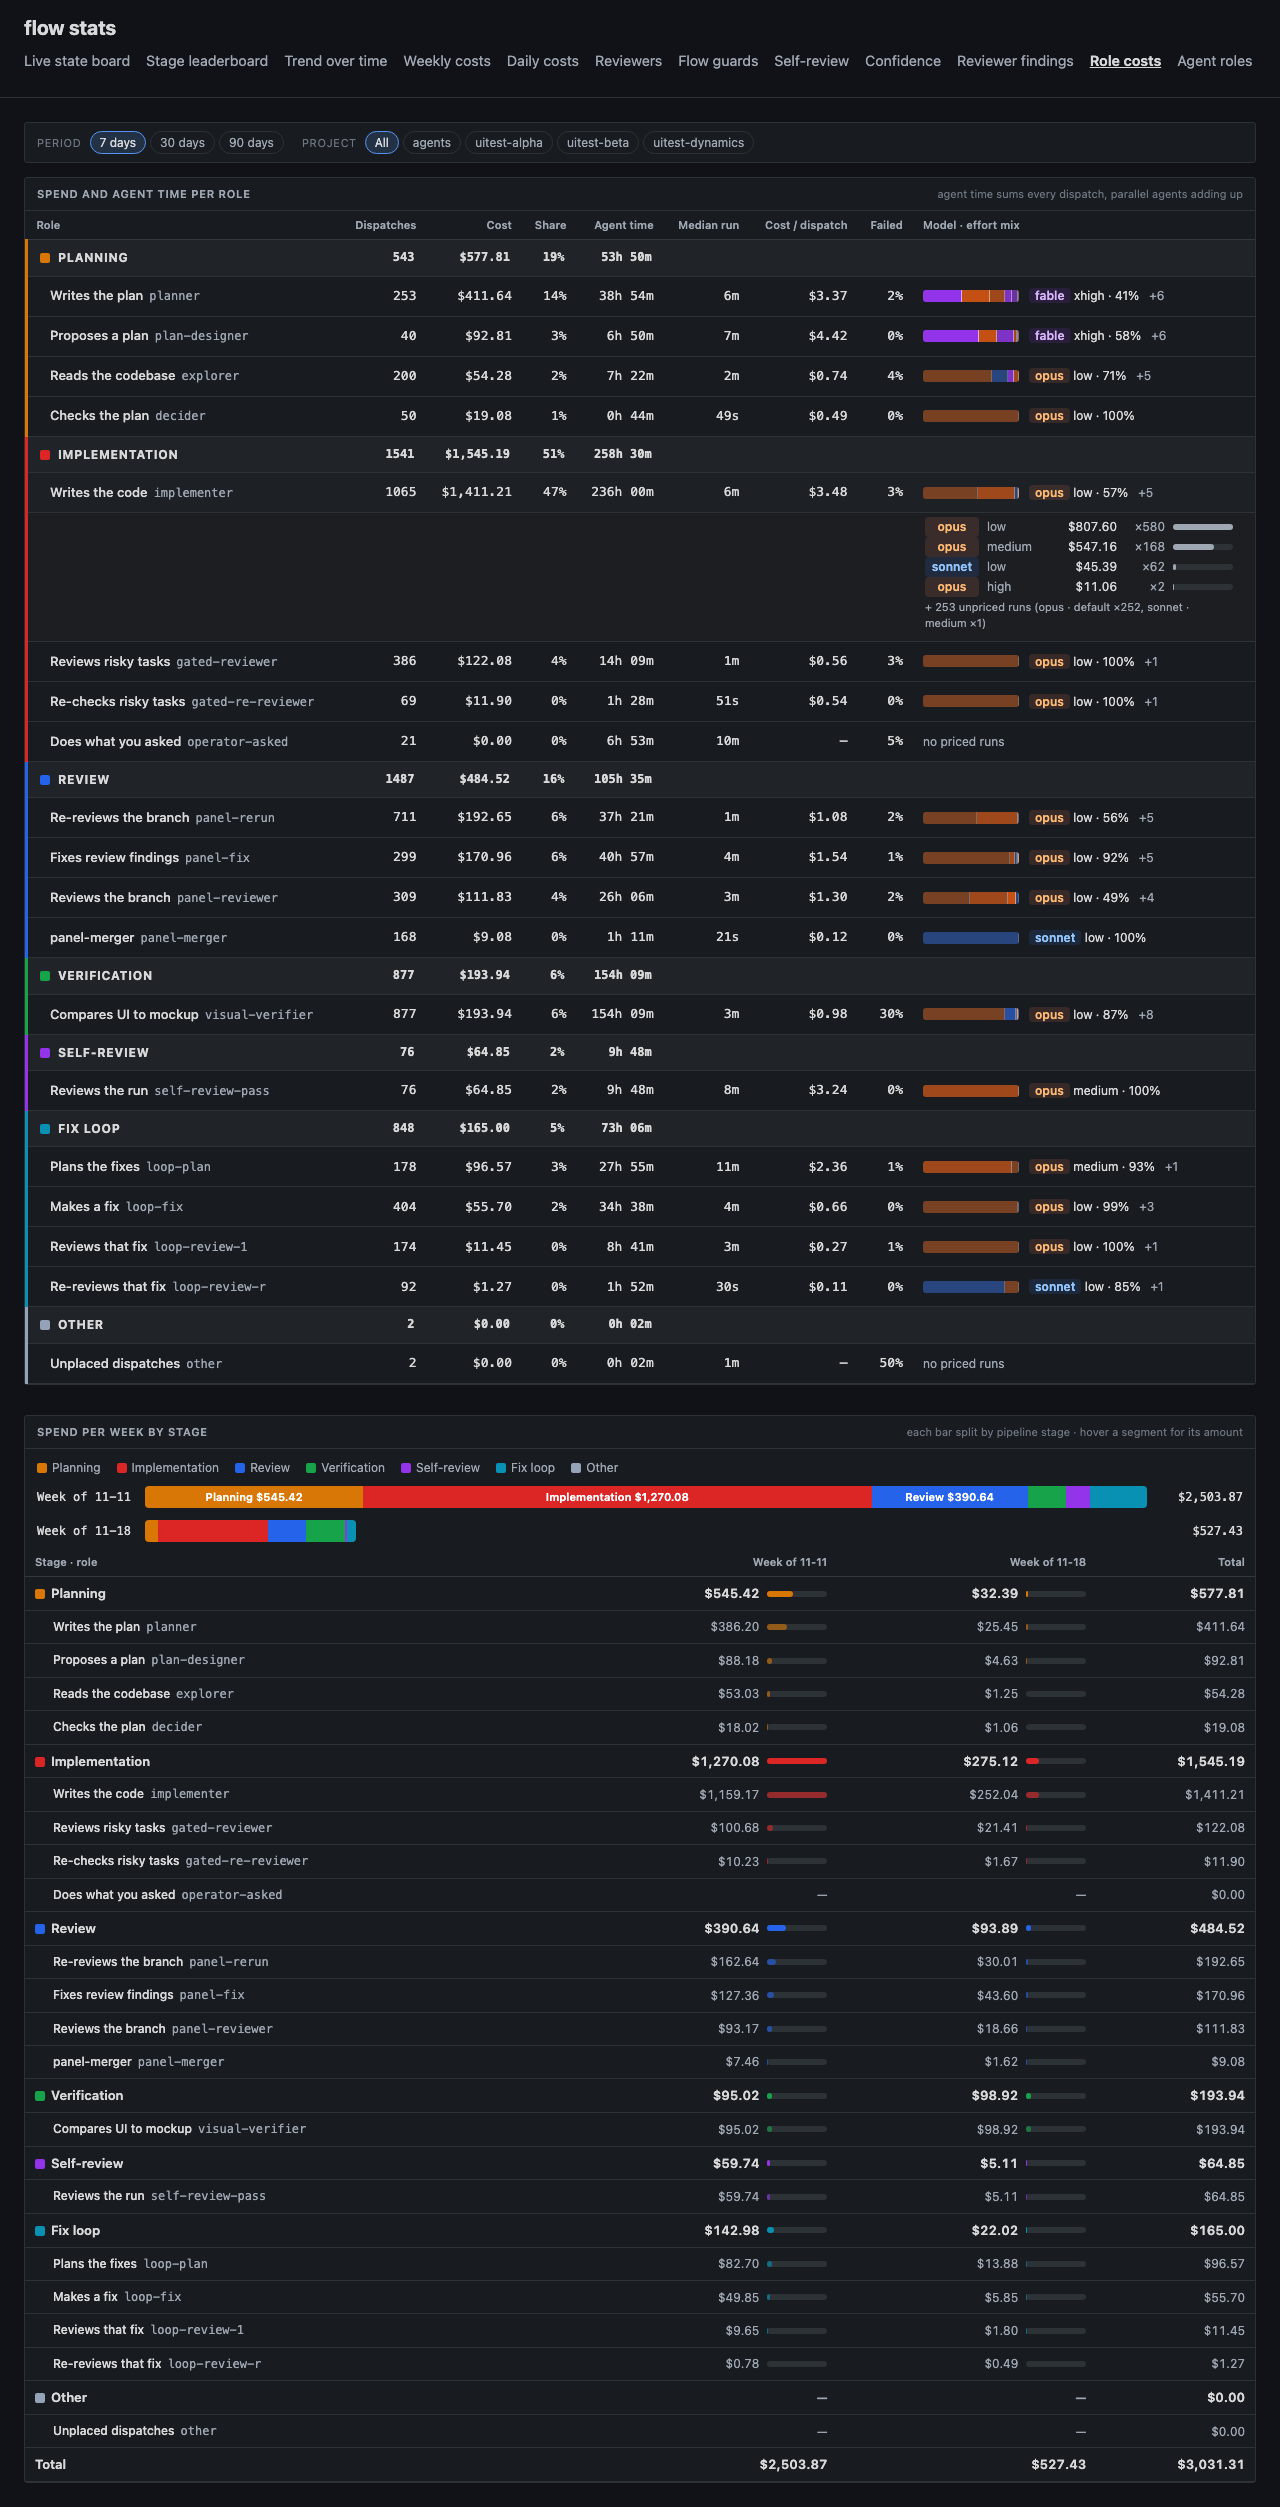 flow stats
Live state board Stage leaderboard Trend over time Weekly costs Daily costs Reviewers Flow guards Self-review Confidence Reviewer findings Role costs Agent roles
PERIOD 7 days 30 days 90 days PROJECT All agents uitest-alpha uitest-beta uitest-dynamics
SPEND AND AGENT TIME PER ROLE agent time sums every dispatch, parallel agents adding up
Role Dispatches Cost Share Agent time Median run Cost / dispatch Failed Model · effort mix
PLANNING 543 $577.81 19% 53h 50m
Writes the plan planner 253 $411.64 14% 38h 54m 6m $3.37 2% fable xhigh · 41% +6
Proposes a plan plan-designer 40 $92.81 3% 6h 50m 7m $4.42 0% fable xhigh · 58% +6
Reads the codebase explorer 200 $54.28 2% 7h 22m 2m $0.74 4% opus low · 71% +5
Checks the plan decider 50 $19.08 1% 0h 44m 49s $0.49 0% opus low · 100%
IMPLEMENTATION 1541 $1,545.19 51% 258h 30m
Writes the code implementer 1065 $1,411.21 47% 236h 00m 6m $3.48 3% opus low · 57% +5
opus low $807.60 ×580
opus medium $547.16 ×168
sonnet low $45.39 ×62
opus high $11.06 ×2
+ 253 unpriced runs (opus · default ×252, sonnet ·
medium ×1)
Reviews risky tasks gated-reviewer 386 $122.08 4% 14h 09m 1m $0.56 3% opus low · 100% +1
Re-checks risky tasks gated-re-reviewer 69 $11.90 0% 1h 28m 51s $0.54 0% opus low · 100% +1
Does what you asked operator-asked 21 $0.00 0% 6h 53m 10m — 5% no priced runs
REVIEW 1487 $484.52 16% 105h 35m
Re-reviews the branch panel-rerun 711 $192.65 6% 37h 21m 1m $1.08 2% opus low · 56% +5
Fixes review findings panel-fix 299 $170.96 6% 40h 57m 4m $1.54 1% opus low · 92% +5
Reviews the branch panel-reviewer 309 $111.83 4% 26h 06m 3m $1.30 2% opus low · 49% +4
panel-merger panel-merger 168 $9.08 0% 1h 11m 21s $0.12 0% sonnet low · 100%
VERIFICATION 877 $193.94 6% 154h 09m
Compares UI to mockup visual-verifier 877 $193.94 6% 154h 09m 3m $0.98 30% opus low · 87% +8
SELF-REVIEW 76 $64.85 2% 9h 48m
Reviews the run self-review-pass 76 $64.85 2% 9h 48m 8m $3.24 0% opus medium · 100%
FIX LOOP 848 $165.00 5% 73h 06m
Plans the fixes loop-plan 178 $96.57 3% 27h 55m 11m $2.36 1% opus medium · 93% +1
Makes a fix loop-fix 404 $55.70 2% 34h 38m 4m $0.66 0% opus low · 99% +3
Reviews that fix loop-review-1 174 $11.45 0% 8h 41m 3m $0.27 1% opus low · 100% +1
Re-reviews that fix loop-review-r 92 $1.27 0% 1h 52m 30s $0.11 0% sonnet low · 85% +1
OTHER 2 $0.00 0% 0h 02m
Unplaced dispatches other 2 $0.00 0% 0h 02m 1m — 50% no priced runs
SPEND PER WEEK BY STAGE each bar split by pipeline stage · hover a segment for its amount
Planning Implementation Review Verification Self-review Fix loop Other
Week of 11-11 Planning $545.42 Implementation $1,270.08 Review $390.64 $2,503.87
Week of 11-18 $527.43
Stage · role Week of 11-11 Week of 11-18 Total
Planning $545.42 $32.39 $577.81
Writes the plan planner $386.20 $25.45 $411.64
Proposes a plan plan-designer $88.18 $4.63 $92.81
Reads the codebase explorer $53.03 $1.25 $54.28
Checks the plan decider $18.02 $1.06 $19.08
Implementation $1,270.08 $275.12 $1,545.19
Writes the code implementer $1,159.17 $252.04 $1,411.21
Reviews risky tasks gated-reviewer $100.68 $21.41 $122.08
Re-checks risky tasks gated-re-reviewer $10.23 $1.67 $11.90
Does what you asked operator-asked — — $0.00
Review $390.64 $93.89 $484.52
Re-reviews the branch panel-rerun $162.64 $30.01 $192.65
Fixes review findings panel-fix $127.36 $43.60 $170.96
Reviews the branch panel-reviewer $93.17 $18.66 $111.83
panel-merger panel-merger $7.46 $1.62 $9.08
Verification $95.02 $98.92 $193.94
Compares UI to mockup visual-verifier $95.02 $98.92 $193.94
Self-review $59.74 $5.11 $64.85
Reviews the run self-review-pass $59.74 $5.11 $64.85
Fix loop $142.98 $22.02 $165.00
Plans the fixes loop-plan $82.70 $13.88 $96.57
Makes a fix loop-fix $49.85 $5.85 $55.70
Reviews that fix loop-review-1 $9.65 $1.80 $11.45
Re-reviews that fix loop-review-r $0.78 $0.49 $1.27
Other — — $0.00
Unplaced dispatches other — — $0.00
Total $2,503.87 $527.43 $3,031.31